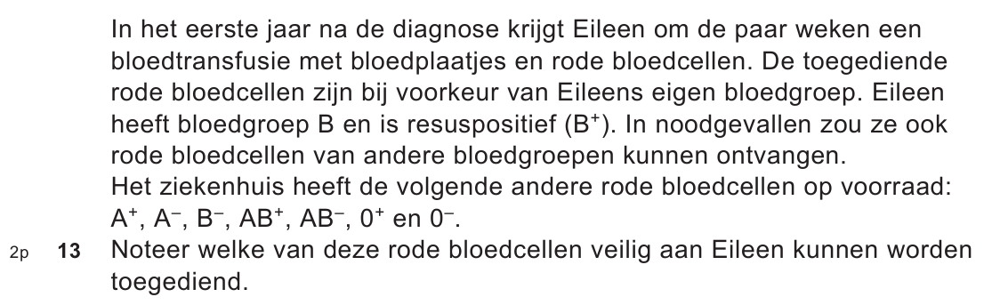 In het eerste jaar na de diagnose krijgt Eileen om de paar weken een
bloedtransfusie met bloedplaatjes en rode bloedcellen. De toegediende
rode bloedcellen zijn bij voorkeur van Eileens eigen bloedgroep. Eileen
heeft bloedgroep B en is resuspositief (B⁺). In noodgevallen zou ze ook
rode bloedcellen van andere bloedgroepen kunnen ontvangen.
Het ziekenhuis heeft de volgende andere rode bloedcellen op voorraad:
A⁺, A⁻, B⁻, AB⁺, AB⁻, 0⁺ en 0⁻.
2p 13 Noteer welke van deze rode bloedcellen veilig aan Eileen kunnen worden
toegediend.